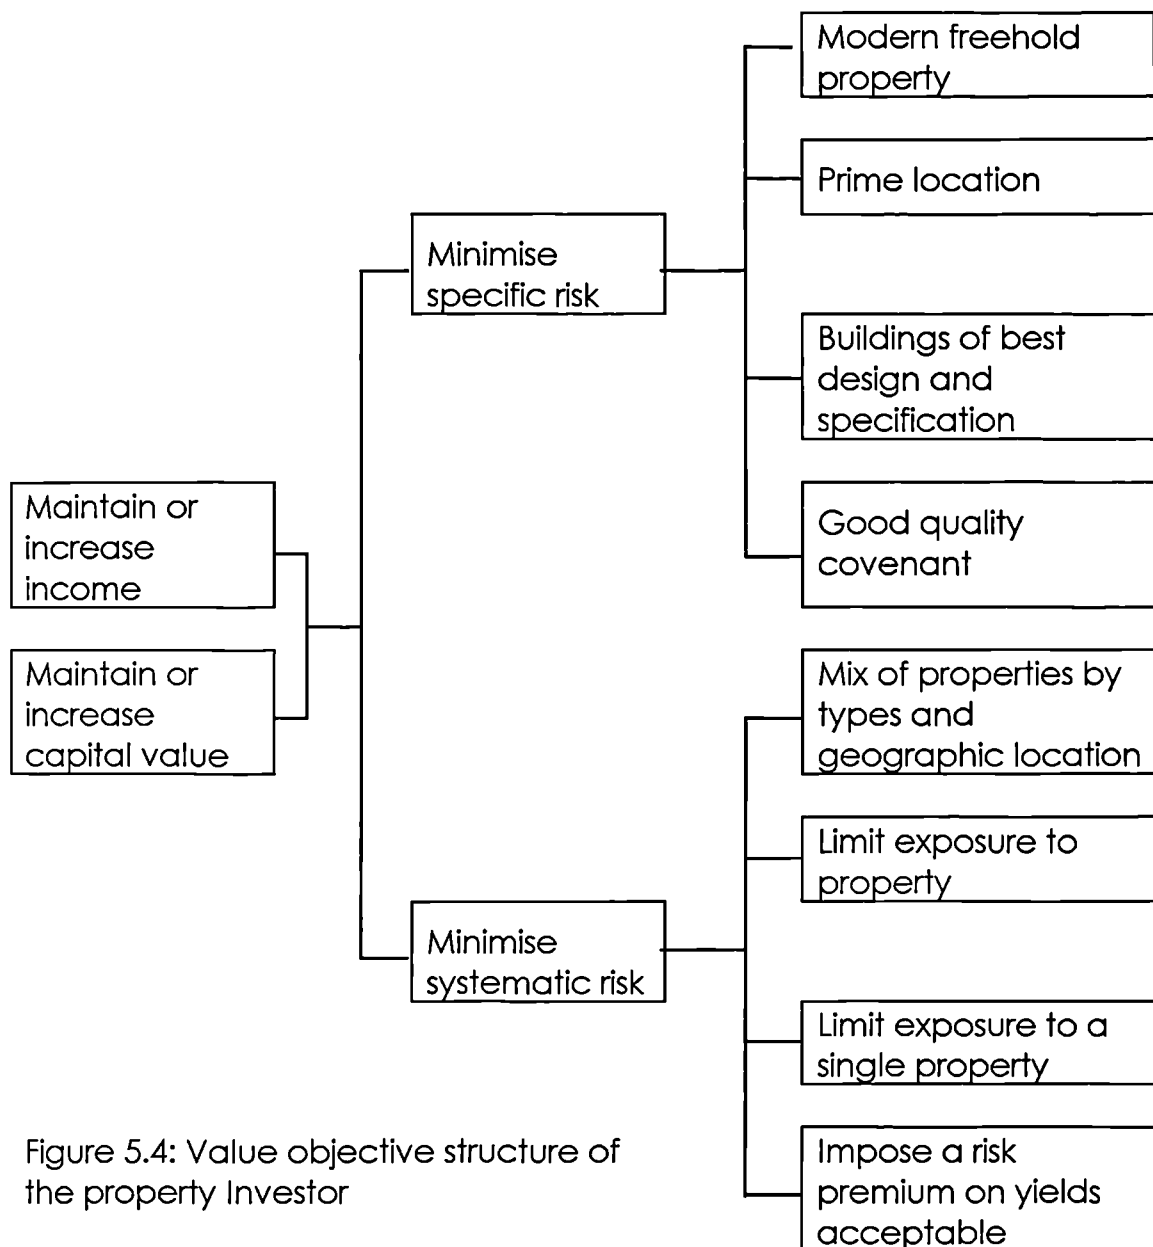 Modern freehold
property
Prime location
Minimise
specific risk
Buildings of best
design and
specification
Maintain or
increase
income
Good quality
covenant
Maintain or
increase
capital value
Mix of properties by
types and
geographic location
Limit exposure to
property
Minimise
systematic risk
Limit exposure to a
single property
Figure 5.4: Value objective structure of
the property Investor
Impose a risk
premium on yields
acceptable